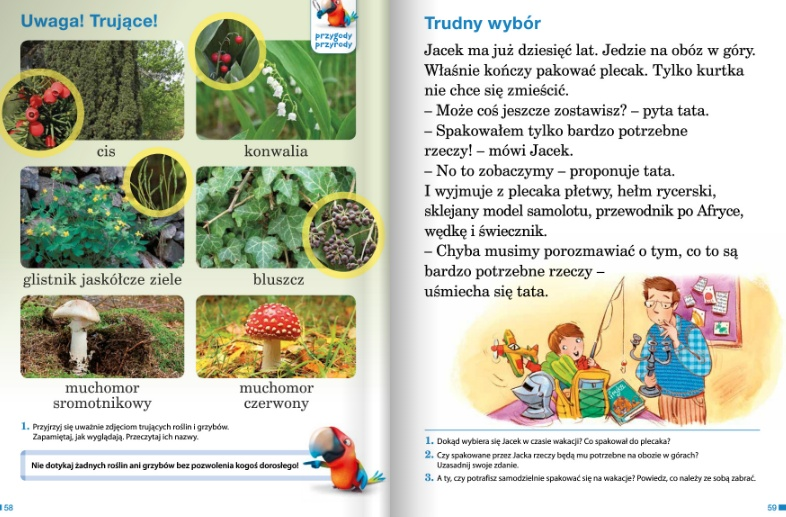 Uwaga! Trujące!
przygody
przyrody
cis
konwalia
glistnik jaskółcze ziele
bluszcz
muchomor
sromotnikowy
muchomor
czerwony
1. Przyjrzyj się uważnie zdjęciom trujących roślin i grzybów.
Zapamiętaj, jak wyglądają. Przeczytaj ich nazwy.
Nie dotykaj żadnych roślin ani grzybów bez pozwolenia kogoś dorosłego!
58
Trudny wybór
Jacek ma już dziesięć lat. Jedzie na obóz w góry.
Właśnie kończy pakować plecak. Tylko kurtka
nie chce się zmieścić.
– Może coś jeszcze zostawisz? – pyta tata.
– Spakowałem tylko bardzo potrzebne
rzeczy! – mówi Jacek.
– No to zobaczymy – proponuje tata.
I wyjmuje z plecaka płetwy, hełm rycerski,
sklejany model samolotu, przewodnik po Afryce,
wędkę i świecznik.
– Chyba musimy porozmawiać o tym, co to są
bardzo potrzebne rzeczy –
uśmiecha się tata.
1. Dokąd wybiera się Jacek w czasie wakacji? Co spakował do plecaka?
2. Czy spakowane przez Jacka rzeczy będą mu potrzebne na obozie w górach?
Uzasadnij swoje zdanie.
3. A ty, czy potrafisz samodzielnie spakować się na wakacje? Powiedz, co należy ze sobą zabrać.
59